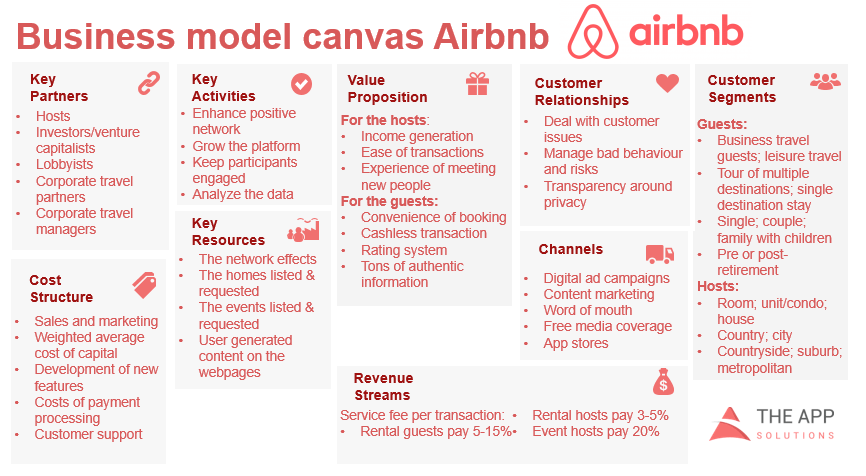 Business model canvas Airbnb
airbnb
Key
Partners
• Hosts
• Investors/venture
capitalists
• Lobbyists
• Corporate travel
partners
• Corporate travel
managers
Key
Activities
• Enhance positive
network
• Grow the platform
• Keep participants
engaged
• Analyze the data
Key
Resources
• The network effects
• The homes listed &
requested
• The events listed &
requested
• User generated
content on the
webpages
Value
Proposition
For the hosts:
• Income generation
• Ease of transactions
• Experience of meeting
new people
For the guests:
• Convenience of booking
• Cashless transaction
• Rating system
• Tons of authentic
information
Customer
Relationships
• Deal with customer
issues
• Manage bad behaviour
and risks
• Transparency around
privacy
Channels
• Digital ad campaigns
• Content marketing
• Word of mouth
• Free media coverage
• App stores
Customer
Segments
Guests:
• Business travel
guests; leisure travel
• Tour of multiple
destinations; single
destination stay
• Single; couple;
family with children
• Pre or post-
retirement
Hosts:
• Room; unit/condo;
house
• Country; city
• Countryside; suburb;
metropolitan
Cost
Structure
• Sales and marketing
• Weighted average
cost of capital
• Development of new
features
• Costs of payment
processing
• Customer support
Revenue
Streams
$
Service fee per transaction:
• Rental guests pay 5-15%
• Rental hosts pay 3-5%
• Event hosts pay 20%
THE APP
SOLUTIONS